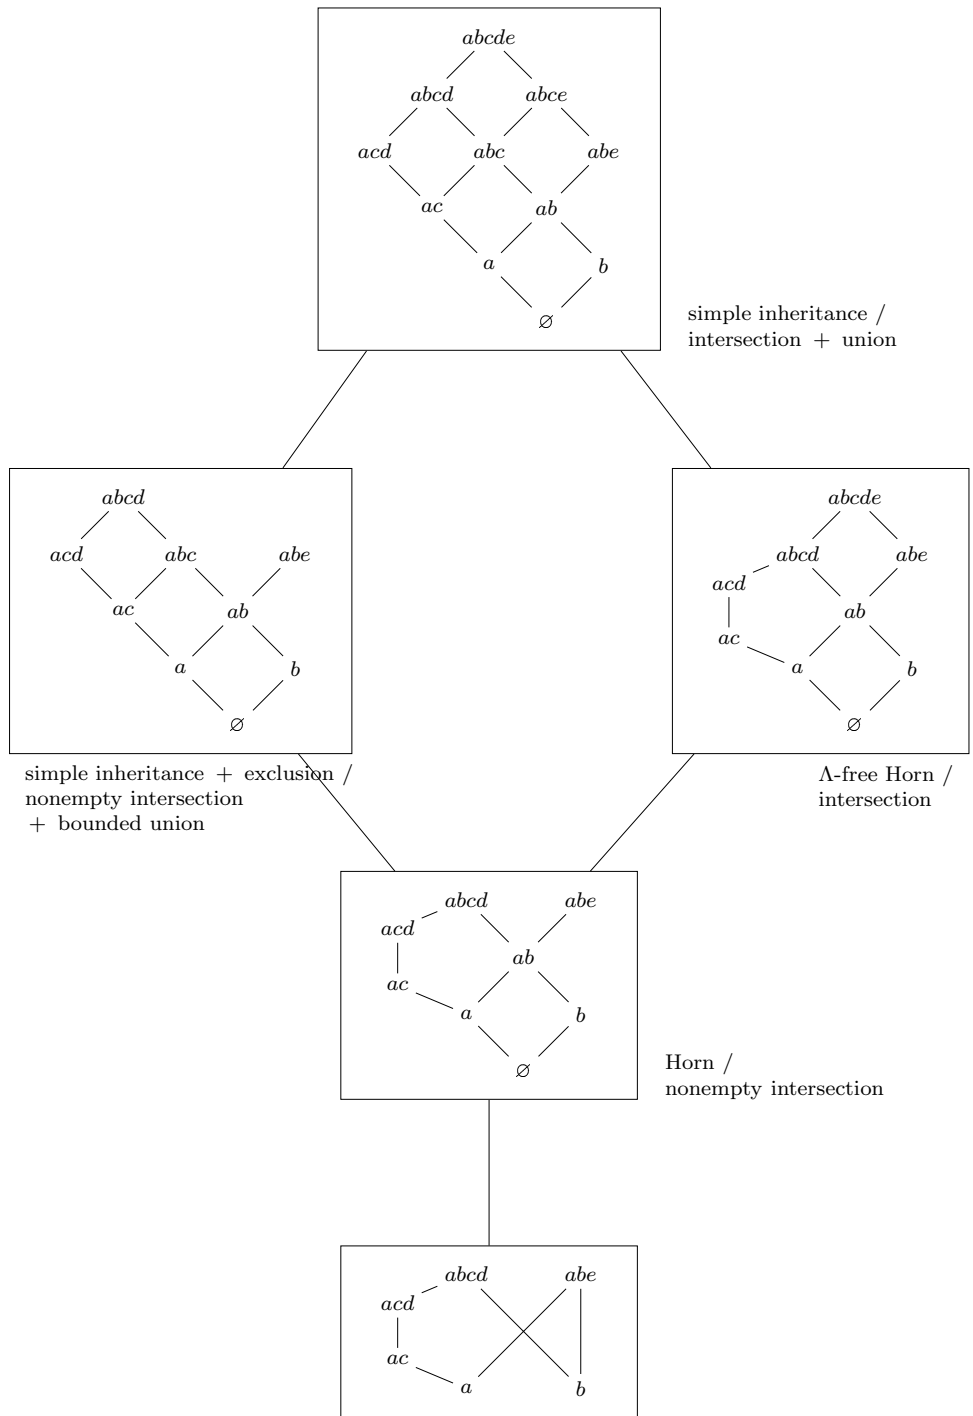 abcde
abcd abce
acd abc abe
ac ab
a b
∅
simple inheritance /
intersection + union
abcd
acd abc abe
ac ab
a b
∅
simple inheritance + exclusion /
nonempty intersection
+ bounded union
abcde
abcd abe
acd
ab
ac
a b
∅
Λ-free Horn /
intersection
abcd abe
acd
ab
ac
a b
∅
Horn /
nonempty intersection
abcd abe
acd
ac
a b